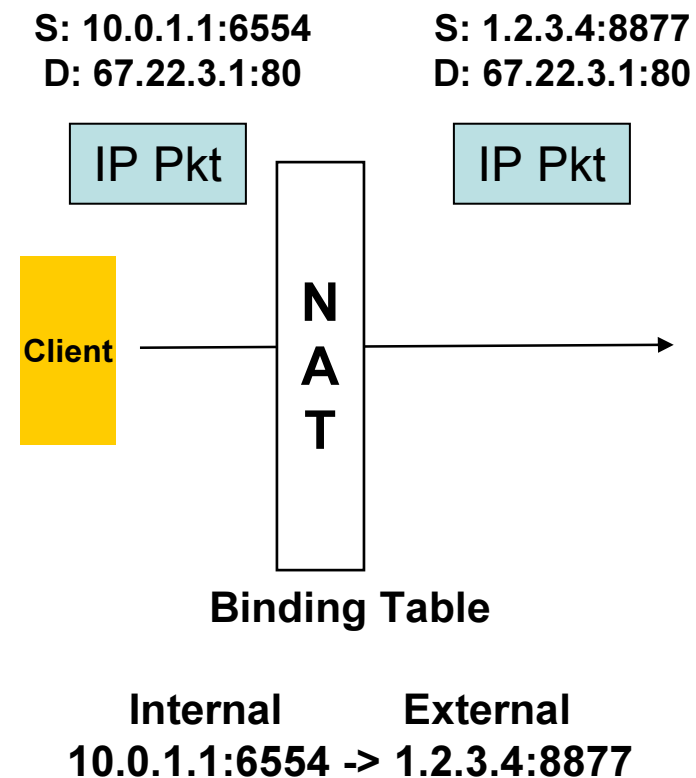 S: 10.0.1.1:6554
D: 67.22.3.1:80
S: 1.2.3.4:8877
D: 67.22.3.1:80
IP Pkt
IP Pkt
Client
N
A
T
Binding Table
Internal External
10.0.1.1:6554 -> 1.2.3.4:8877